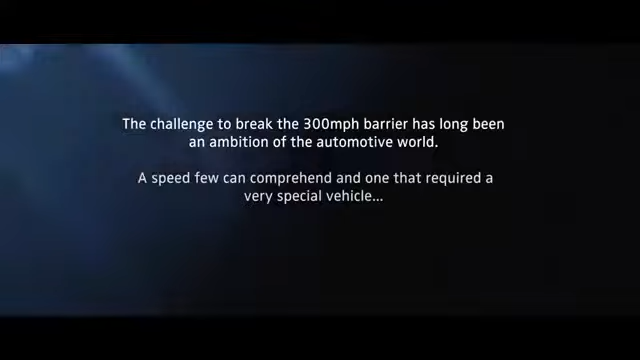 The challenge to break the 300mph barrier has long been
an ambition of the automotive world.
A speed few can comprehend and one that required a
very special vehicle...